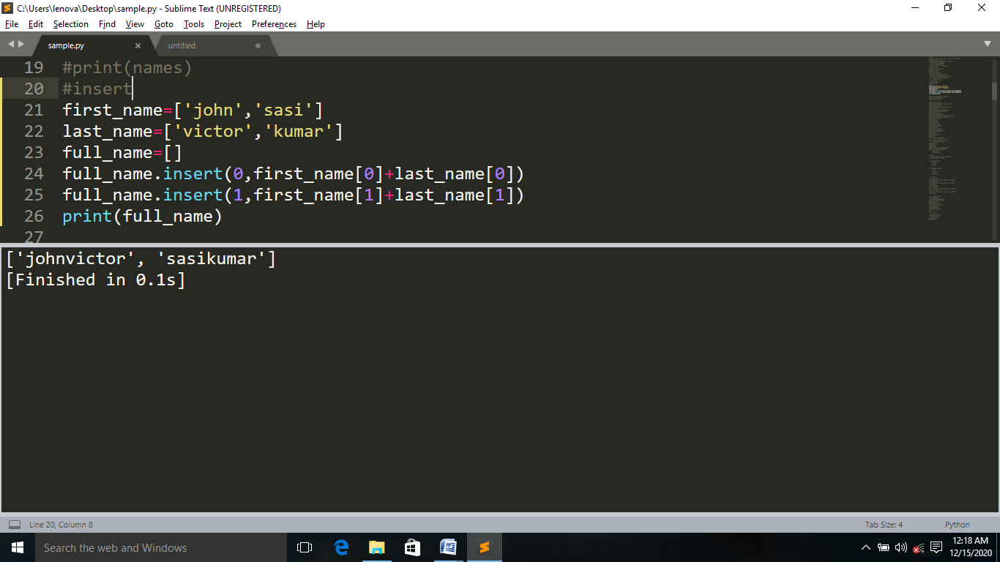 C:\Users\lenova\Desktop\sample.py - Sublime Text (UNREGISTERED)
File Edit Selection Find View Goto Tools Project Preferences Help
sample.py untitled
19 #print(names)
20 #insert
21 first_name=['john','sasi']
22 last_name=['victor','kumar']
23 full_name=[]
24 full_name.insert(0,first_name[0]+last_name[0])
25 full_name.insert(1,first_name[1]+last_name[1])
26 print(full_name)
27
['johnvictor', 'sasikumar']
[Finished in 0.1s]
Line 20, Column 8 Tab Size: 4 Python
Search the web and Windows
12:18 AM
12/15/2020